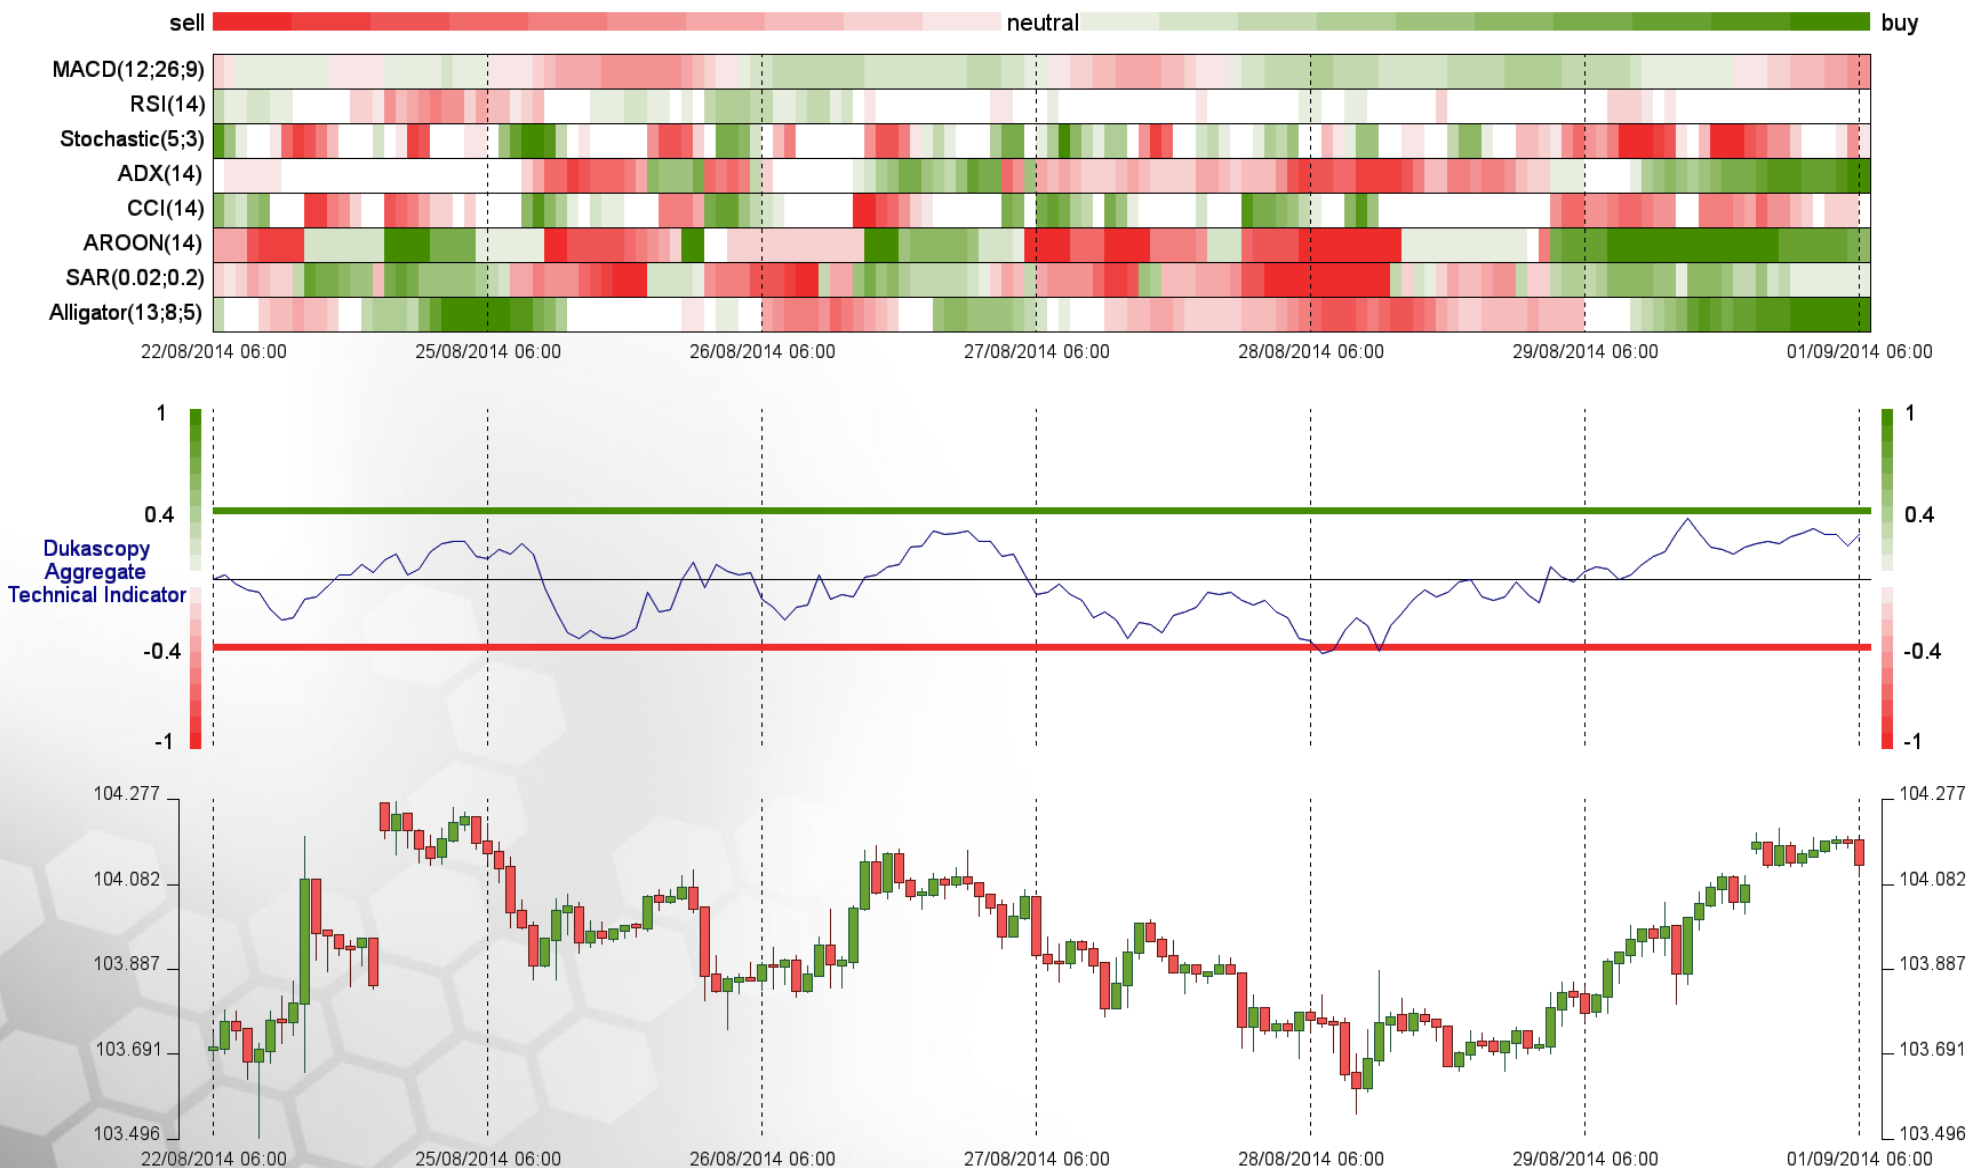 sell neutral buy
MACD(12;26;9)
RSI(14)
Stochastic(5;3)
ADX(14)
CCI(14)
AROON(14)
SAR(0.02;0.2)
Alligator(13;8;5)
22/08/2014 06:00 25/08/2014 06:00 26/08/2014 06:00 27/08/2014 06:00 28/08/2014 06:00 29/08/2014 06:00 01/09/2014 06:00
1 1
0.4 0.4
Dukascopy
Aggregate
Technical Indicator
-0.4 -0.4
-1 -1
104.277 104.277
104.082 104.082
103.887 103.887
103.691 103.691
103.496 103.496
22/08/2014 06:00 25/08/2014 06:00 26/08/2014 06:00 27/08/2014 06:00 28/08/2014 06:00 29/08/2014 06:00 01/09/2014 06:00